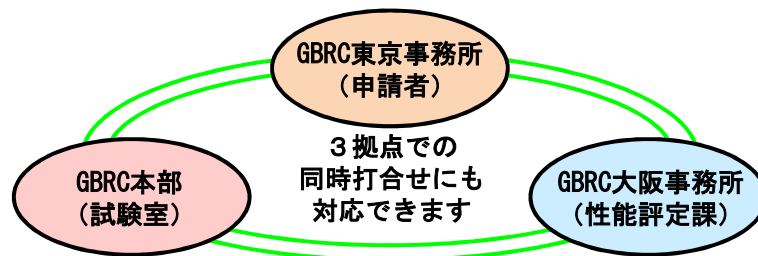 GBRC東京事務所
（申請者）
３拠点での
同時打合せにも
対応できます
GBRC本部
（試験室）
GBRC大阪事務所
（性能評定課）